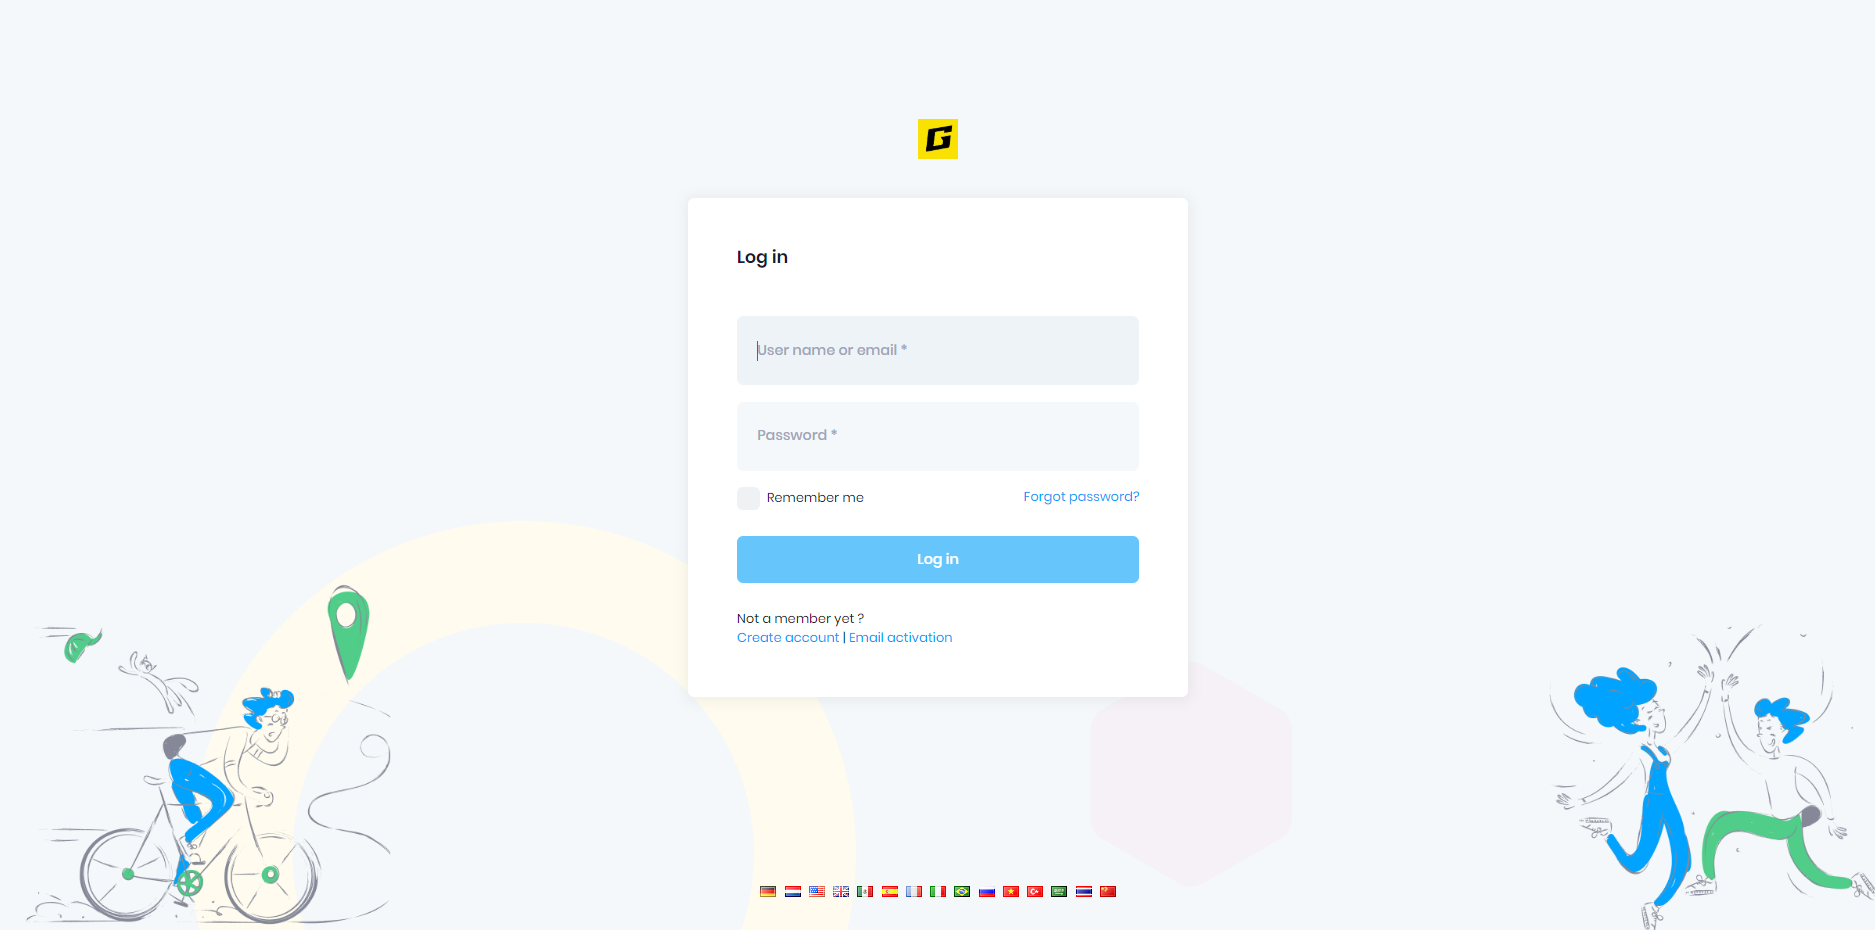 G
Log in
User name or email *
Password *
Remember me
Forgot password?
Log in
Not a member yet ?
Create account | Email activation